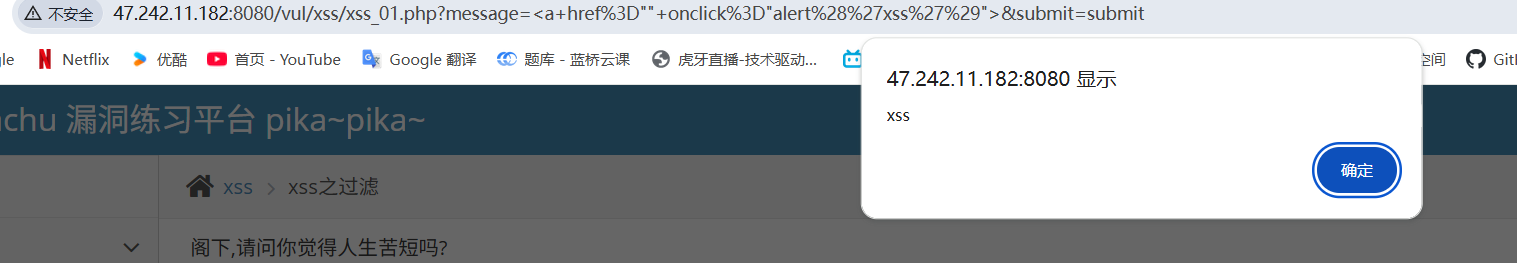 不安全 47.242.11.182:8080/vul/xss/xss_01.php?message=<a+href%3D""+onclick%3D"alert%28%27xss%27%29">&submit=submit
gle Netflix 优酷 首页 - YouTube Google 翻译 题库 - 蓝桥云课 虎牙直播-技术驱动... 空间 GitH
47.242.11.182:8080 显示
xss
确定
achu 漏洞练习平台 pika~pika~
xss > xss之过滤
阁下,请问你觉得人生苦短吗?